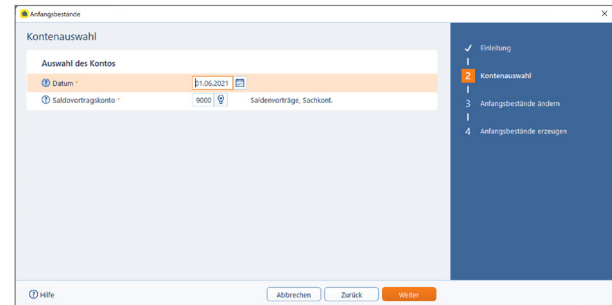 Anfangsbestände
Kontenauswahl
Auswahl des Kontos
Datum *
01.06.2021
Saldovortragskonto *
9000
Saldenvorträge, Sachkont.
Einleitung
2 Kontenauswahl
3 Anfangsbestände ändern
4 Anfangsbestände erzeugen
Hilfe
Abbrechen
Zurück
Weiter